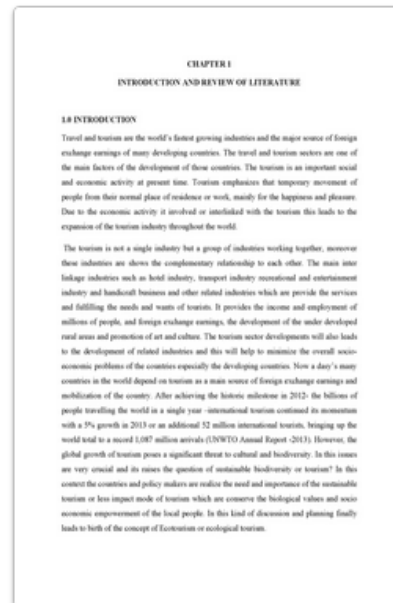 CHAPTER 1
INTRODUCTION AND REVIEW OF LITERATURE
1.0 INTRODUCTION
Travel and tourism are the world's fastest growing industries and the major source of foreign
exchange earnings of many developing countries. The travel and tourism sectors are one of
the main factors of the development of those countries. The tourism is an important social
and economic activity at present time. Tourism emphasizes that temporary movement of
people from their normal place of residence or work, mainly for the happiness and pleasure.
Due to the economic activity it involved or interlinked with the tourism this leads to the
expansion of the tourism industry throughout the world.
The tourism is not a single industry but a group of industries working together, moreover
these industries are shows the complementary relationship to each other. The main inter
linkage industries such as hotel industry, transport industry recreational and entertainment
industry and handicraft business and other related industries which are provide the services
and fulfilling the needs and wants of tourists. It provides the income and employment of
millions of people, and foreign exchange earnings, the development of the under developed
rural areas and promotion of art and culture. The tourism sector developments will also leads
to the development of related industries and this will help to minimize the overall socio-
economic problems of the countries especially the developing countries. Now a day's many
countries in the world depend on tourism as a main source of foreign exchange earnings and
mobilization of the country. After achieving the historic milestone in 2012- the billions of
people travelling the world in a single year –international tourism continued its momentum
with a 5% growth in 2013 or an additional 52 million international tourists, bringing up the
world total to a record 1,087 million arrivals (UNWTO Annual Report -2013). However, the
global growth of tourism poses a significant threat to cultural and biodiversity. In this issues
are very crucial and its raises the question of sustainable biodiversity or tourism? In this
context the countries and policy makers are realize the need and importance of the sustainable
tourism or less impact mode of tourism which are conserve the biological values and socio
economic empowerment of the local people. In this kind of discussion and planning finally
leads to birth of the concept of Ecotourism or ecological tourism.